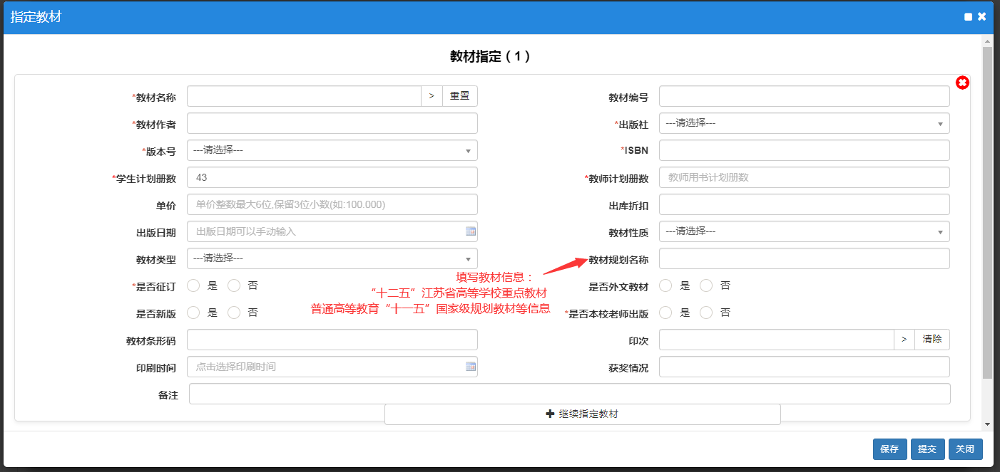 指定教材
教材指定（1）
*教材名称 > 重置 教材编号
*教材作者 *出版社 ---请选择---
*版本号 ---请选择--- *ISBN
*学生计划册数 43 *教师计划册数 教师用书计划册数
单价 单价整数最大6位,保留3位小数(如:100.000) 出库折扣
出版日期 出版日期可以手动输入 教材性质 ---请选择---
教材类型 ---请选择--- 教材规划名称
填写教材信息：
“十二五”江苏省高等学校重点教材
普通高等教育“十一五”国家级规划教材等信息
*是否征订 是 否 是否外文教材 是 否
是否新版 是 否 *是否本校老师出版 是 否
教材条形码 印次 > 清除
印刷时间 点击选择印刷时间 获奖情况
备注
继续指定教材
保存 提交 关闭